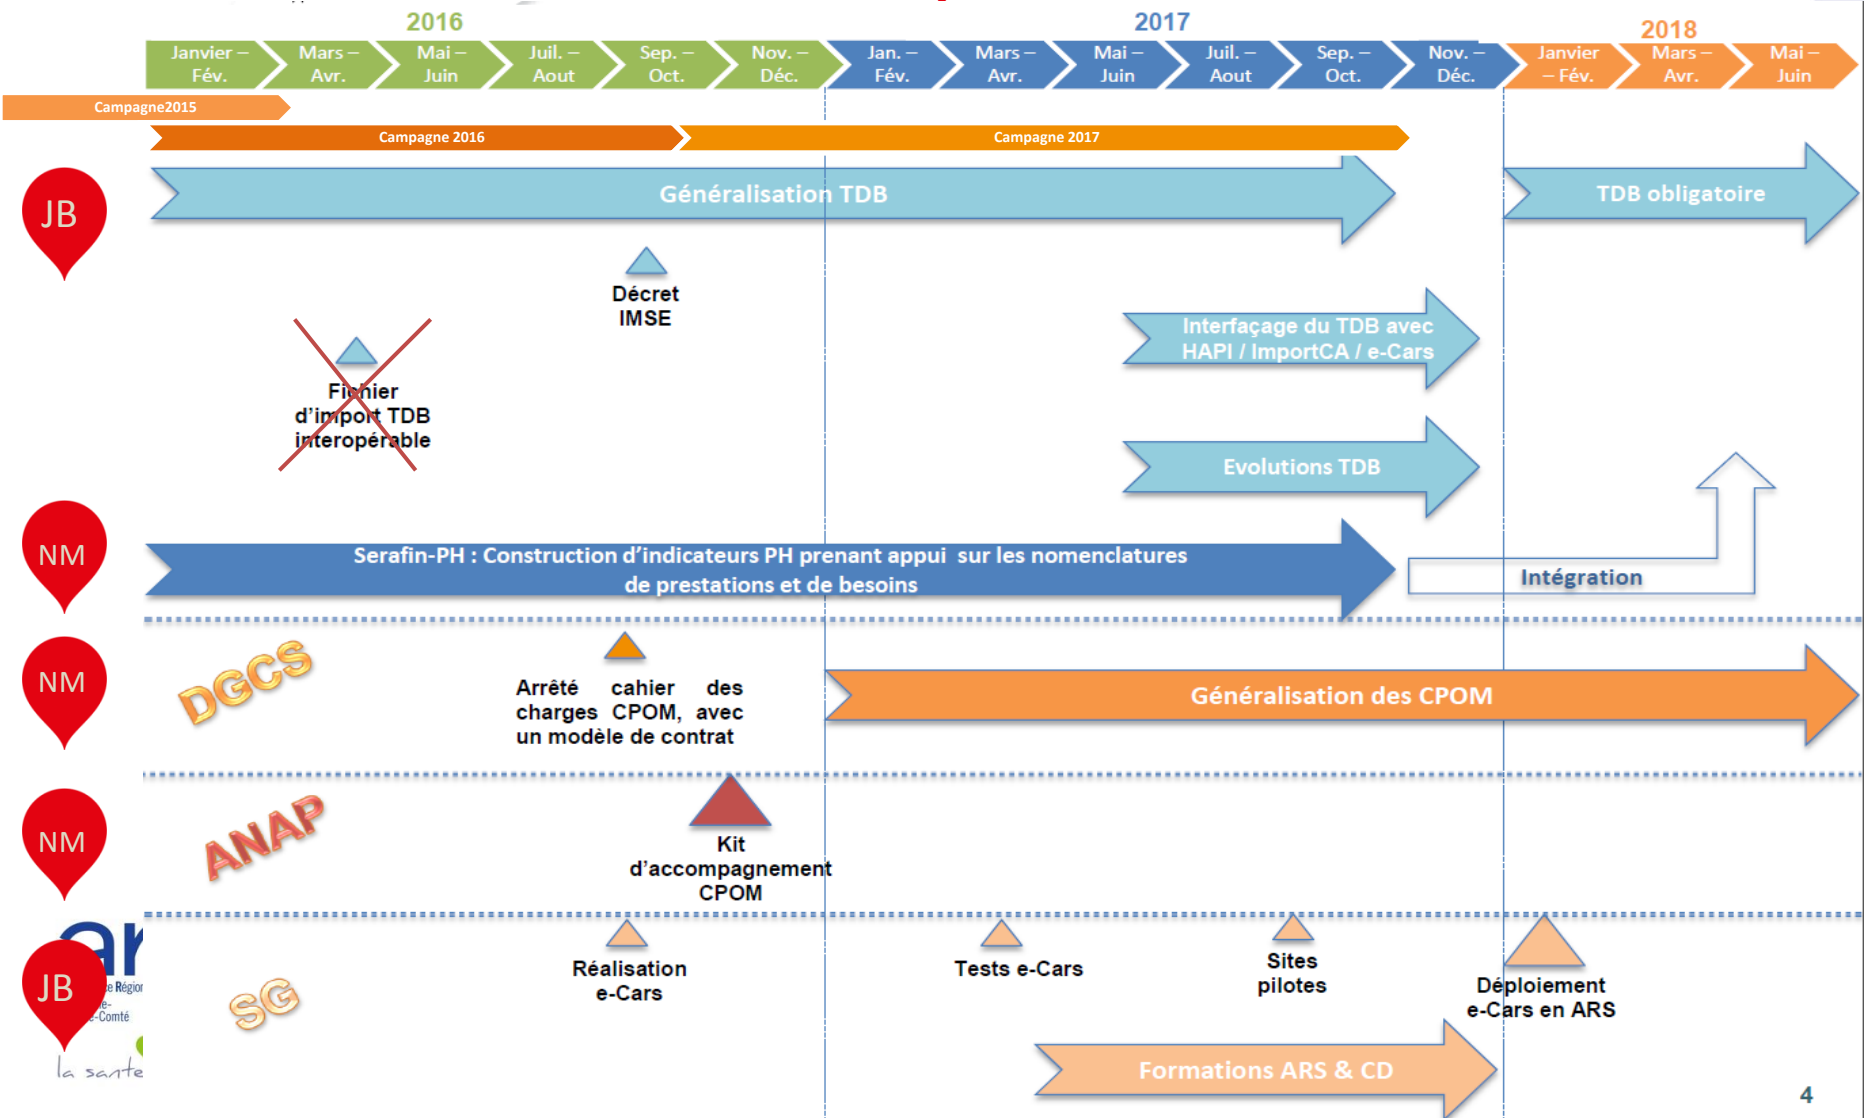 2016
2017
2018
Janvier –
Fév.
Mars –
Avr.
Mai –
Juin
Juil. –
Aout
Sep. –
Oct.
Nov. –
Déc.
Jan. –
Fév.
Mars –
Avr.
Mai –
Juin
Juil. –
Aout
Sep. –
Oct.
Nov. –
Déc.
Janvier
– Fév.
Mars –
Avr.
Mai –
Juin
Campagne2015
Campagne 2016
Campagne 2017
JB
Généralisation TDB
TDB obligatoire
Décret
IMSE
Interfaçage du TDB avec
HAPI / ImportCA / e-Cars
Fichier
d'import TDB
interopérable
Evolutions TDB
NM
Serafin-PH : Construction d'indicateurs PH prenant appui sur les nomenclatures
de prestations et de besoins
Intégration
NM
DGCS
Arrêté cahier des
charges CPOM, avec
un modèle de contrat
Généralisation des CPOM
NM
ANAP
Kit
d'accompagnement
CPOM
JB
ar
e Région
e-
-Comté
la sante
SG
Réalisation
e-Cars
Tests e-Cars
Sites
pilotes
Déploiement
e-Cars en ARS
Formations ARS & CD
4